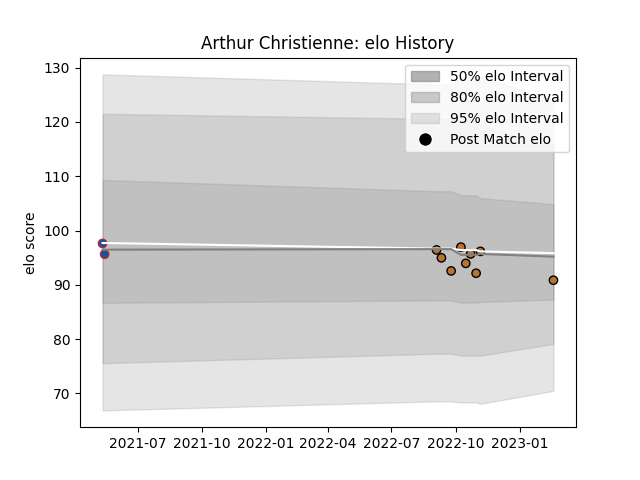 Arthur Christienne: elo History
130
120
110
100
90
80
70
elo score
50% elo Interval
80% elo Interval
95% elo Interval
Post Match elo
2021-07 2021-10 2022-01 2022-04 2022-07 2022-10 2023-01